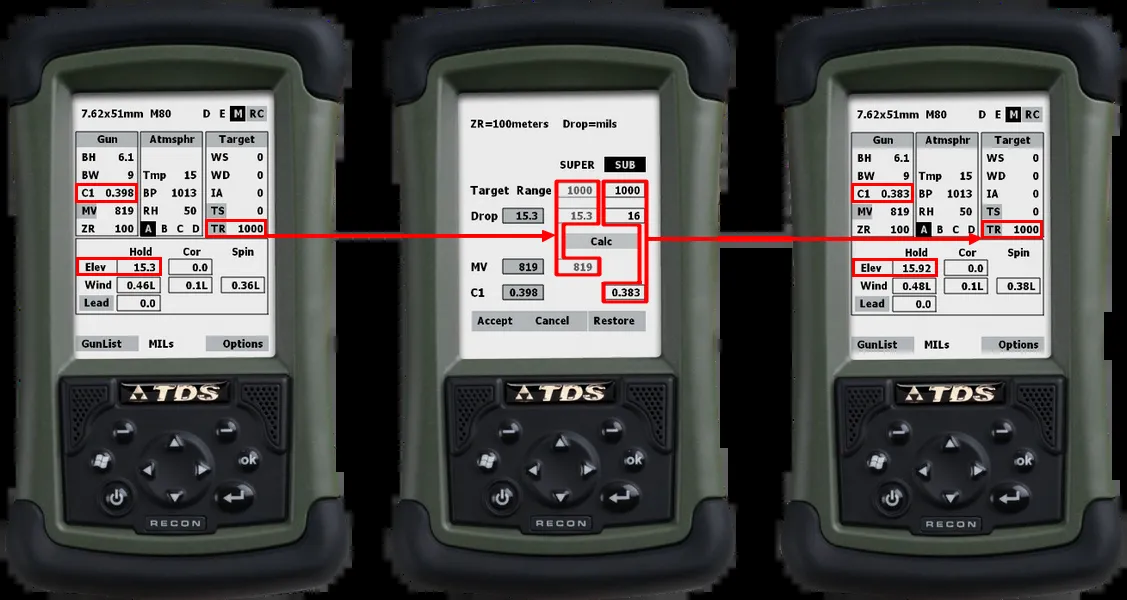 7.62x51mm M80 D E M RC
Gun Atmsphr Target
BH 6.1 WS 0
BW 9 Tmp 15 WD 0
C1 0.398 BP 1013 IA 0
MV 819 RH 50 TS 0
ZR 100 A B C D TR 1000
Hold Cor Spin
Elev 15.3 0.0
Wind 0.46L 0.1L 0.36L
Lead 0.0
GunList MILs Options
TDS
ok
RECON
ZR=100meters Drop=mils
SUPER SUB
Target Range 1000 1000
Drop 15.3 15.3 16
Calc
MV 819 819
C1 0.398 0.383
Accept Cancel Restore
TDS
ok
RECON
7.62x51mm M80 D E M RC
Gun Atmsphr Target
BH 6.1 WS 0
BW 9 Tmp 15 WD 0
C1 0.383 BP 1013 IA 0
MV 819 RH 50 TS 0
ZR 100 A B C D TR 1000
Hold Cor Spin
Elev 15.92 0.0
Wind 0.48L 0.1L 0.38L
Lead 0.0
GunList MILs Options
TDS
ok
RECON